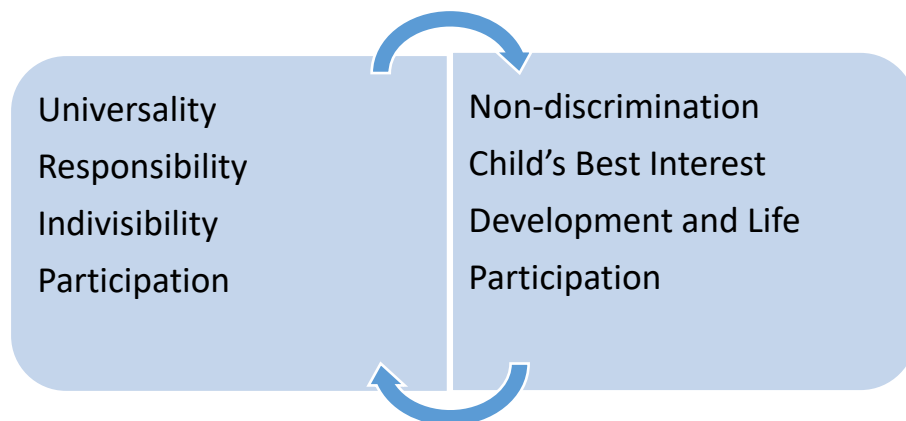 Universality
Responsibility
Indivisibility
Participation
Non-discrimination
Child’s Best Interest
Development and Life
Participation